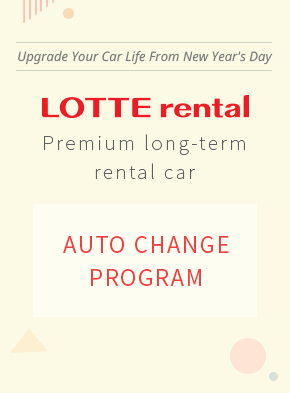 Upgrade Your Car Life From New Year's Day
LOTTE rental
Premium long-term
rental car
AUTO CHANGE
PROGRAM